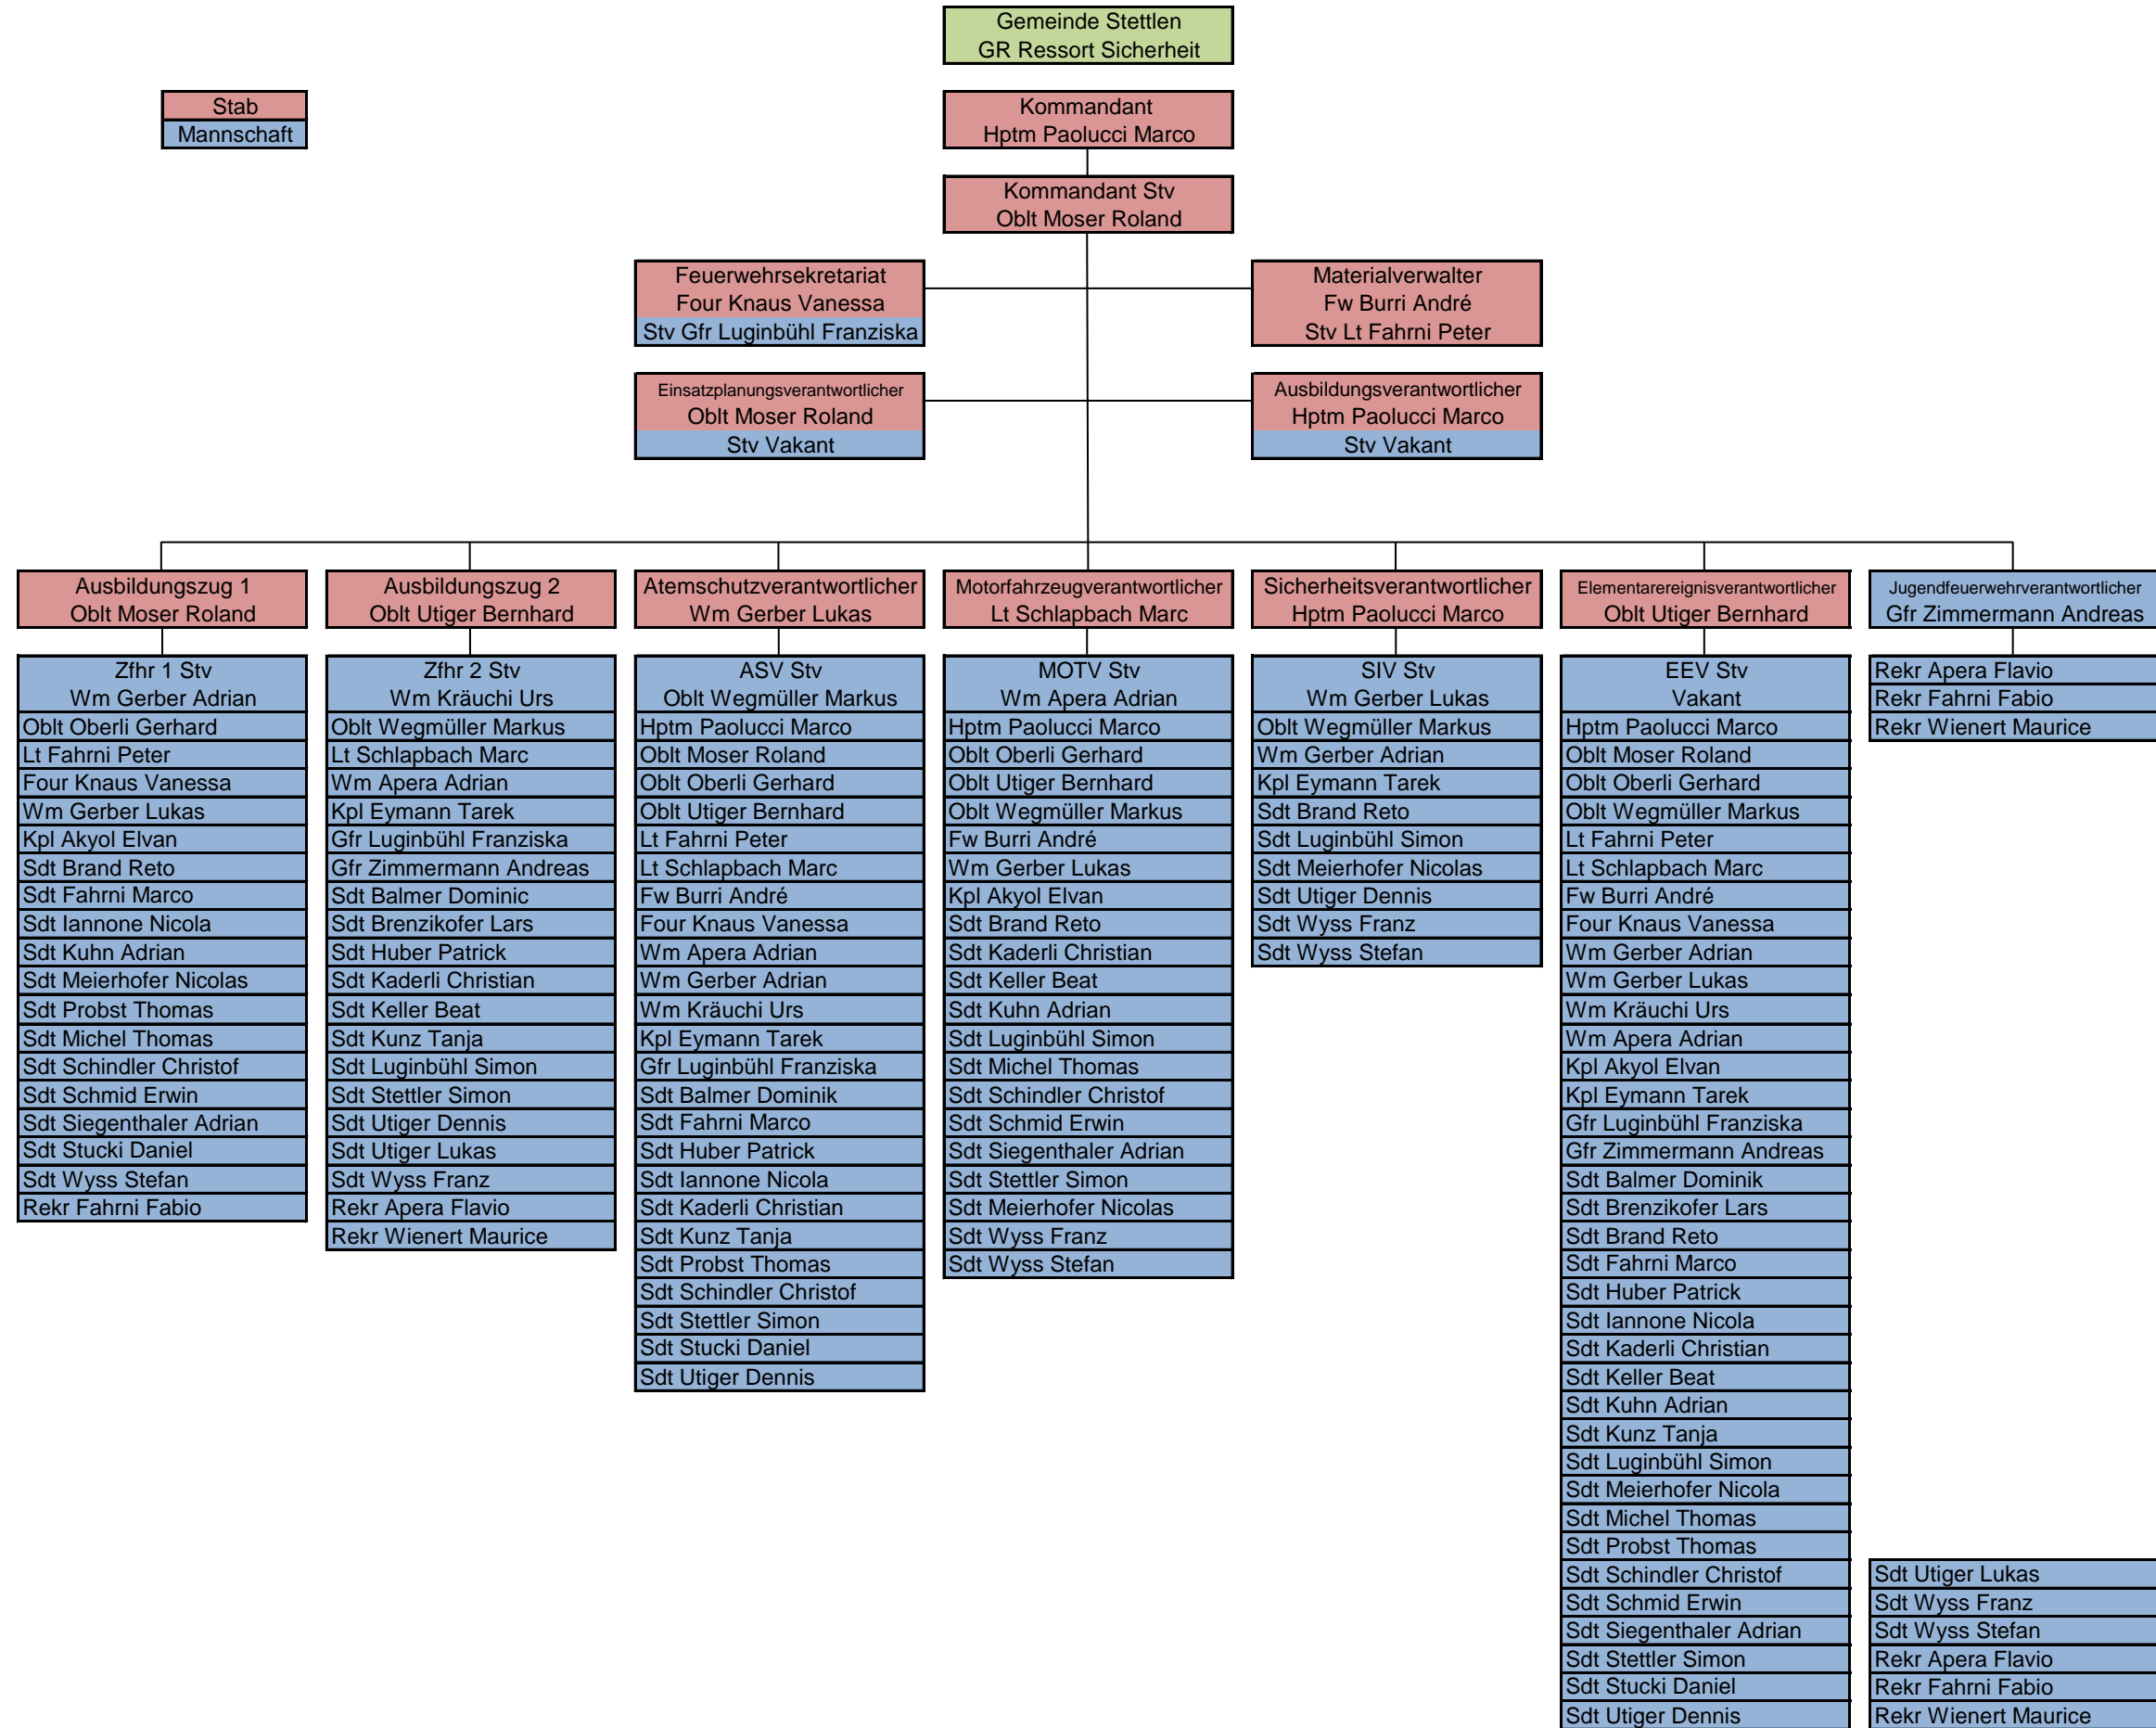 Gemeinde Stettlen
GR Ressort Sicherheit
Stab
Mannschaft
Kommandant
Hptm Paolucci Marco
Kommandant Stv
Oblt Moser Roland
Feuerwehrsekretariat
Four Knaus Vanessa
Stv Gfr Luginbühl Franziska
Materialverwalter
Fw Burri André
Stv Lt Fahrni Peter
Einsatzplanungsverantwortlicher
Oblt Moser Roland
Stv Vakant
Ausbildungsverantwortlicher
Hptm Paolucci Marco
Stv Vakant
Ausbildungszug 1
Oblt Moser Roland
Zfhr 1 Stv
Wm Gerber Adrian
Oblt Oberli Gerhard
Lt Fahrni Peter
Four Knaus Vanessa
Wm Gerber Lukas
Kpl Akyol Elvan
Sdt Brand Reto
Sdt Fahrni Marco
Sdt Iannone Nicola
Sdt Kuhn Adrian
Sdt Meierhofer Nicolas
Sdt Probst Thomas
Sdt Michel Thomas
Sdt Schindler Christof
Sdt Schmid Erwin
Sdt Siegenthaler Adrian
Sdt Stucki Daniel
Sdt Wyss Stefan
Rekr Fahrni Fabio
Ausbildungszug 2
Oblt Utiger Bernhard
Zfhr 2 Stv
Wm Kräuchi Urs
Oblt Wegmüller Markus
Lt Schlapbach Marc
Wm Apera Adrian
Kpl Eymann Tarek
Gfr Luginbühl Franziska
Gfr Zimmermann Andreas
Sdt Balmer Dominic
Sdt Brenzikofer Lars
Sdt Huber Patrick
Sdt Kaderli Christian
Sdt Keller Beat
Sdt Kunz Tanja
Sdt Luginbühl Simon
Sdt Stettler Simon
Sdt Utiger Dennis
Sdt Utiger Lukas
Sdt Wyss Franz
Rekr Apera Flavio
Rekr Wienert Maurice
Atemschutzverantwortlicher
Wm Gerber Lukas
ASV Stv
Oblt Wegmüller Markus
Hptm Paolucci Marco
Oblt Moser Roland
Oblt Oberli Gerhard
Oblt Utiger Bernhard
Lt Fahrni Peter
Lt Schlapbach Marc
Fw Burri André
Four Knaus Vanessa
Wm Apera Adrian
Wm Gerber Adrian
Wm Kräuchi Urs
Kpl Eymann Tarek
Gfr Luginbühl Franziska
Sdt Balmer Dominik
Sdt Fahrni Marco
Sdt Huber Patrick
Sdt Iannone Nicola
Sdt Kaderli Christian
Sdt Kunz Tanja
Sdt Probst Thomas
Sdt Schindler Christof
Sdt Stettler Simon
Sdt Stucki Daniel
Sdt Utiger Dennis
Motorfahrzeugverantwortlicher
Lt Schlapbach Marc
MOTV Stv
Wm Apera Adrian
Hptm Paolucci Marco
Oblt Oberli Gerhard
Oblt Utiger Bernhard
Oblt Wegmüller Markus
Fw Burri André
Wm Gerber Lukas
Kpl Akyol Elvan
Sdt Brand Reto
Sdt Kaderli Christian
Sdt Keller Beat
Sdt Kuhn Adrian
Sdt Luginbühl Simon
Sdt Michel Thomas
Sdt Schindler Christof
Sdt Schmid Erwin
Sdt Siegenthaler Adrian
Sdt Stettler Simon
Sdt Meierhofer Nicolas
Sdt Wyss Franz
Sdt Wyss Stefan
Sicherheitsverantwortlicher
Hptm Paolucci Marco
SIV Stv
Wm Gerber Lukas
Oblt Wegmüller Markus
Wm Gerber Adrian
Kpl Eymann Tarek
Sdt Brand Reto
Sdt Luginbühl Simon
Sdt Meierhofer Nicolas
Sdt Utiger Dennis
Sdt Wyss Franz
Sdt Wyss Stefan
Elementarereignisverantwortlicher
Oblt Utiger Bernhard
EEV Stv
Vakant
Hptm Paolucci Marco
Oblt Moser Roland
Oblt Oberli Gerhard
Oblt Wegmüller Markus
Lt Fahrni Peter
Lt Schlapbach Marc
Fw Burri André
Four Knaus Vanessa
Wm Gerber Adrian
Wm Gerber Lukas
Wm Kräuchi Urs
Wm Apera Adrian
Kpl Akyol Elvan
Kpl Eymann Tarek
Gfr Luginbühl Franziska
Gfr Zimmermann Andreas
Sdt Balmer Dominik
Sdt Brenzikofer Lars
Sdt Brand Reto
Sdt Fahrni Marco
Sdt Huber Patrick
Sdt Iannone Nicola
Sdt Kaderli Christian
Sdt Keller Beat
Sdt Kuhn Adrian
Sdt Kunz Tanja
Sdt Luginbühl Simon
Sdt Meierhofer Nicola
Sdt Michel Thomas
Sdt Probst Thomas
Sdt Schindler Christof
Sdt Schmid Erwin
Sdt Siegenthaler Adrian
Sdt Stettler Simon
Sdt Stucki Daniel
Sdt Utiger Dennis
Jugendfeuerwehrverantwortlicher
Gfr Zimmermann Andreas
Rekr Apera Flavio
Rekr Fahrni Fabio
Rekr Wienert Maurice
Sdt Utiger Lukas
Sdt Wyss Franz
Sdt Wyss Stefan
Rekr Apera Flavio
Rekr Fahrni Fabio
Rekr Wienert Maurice